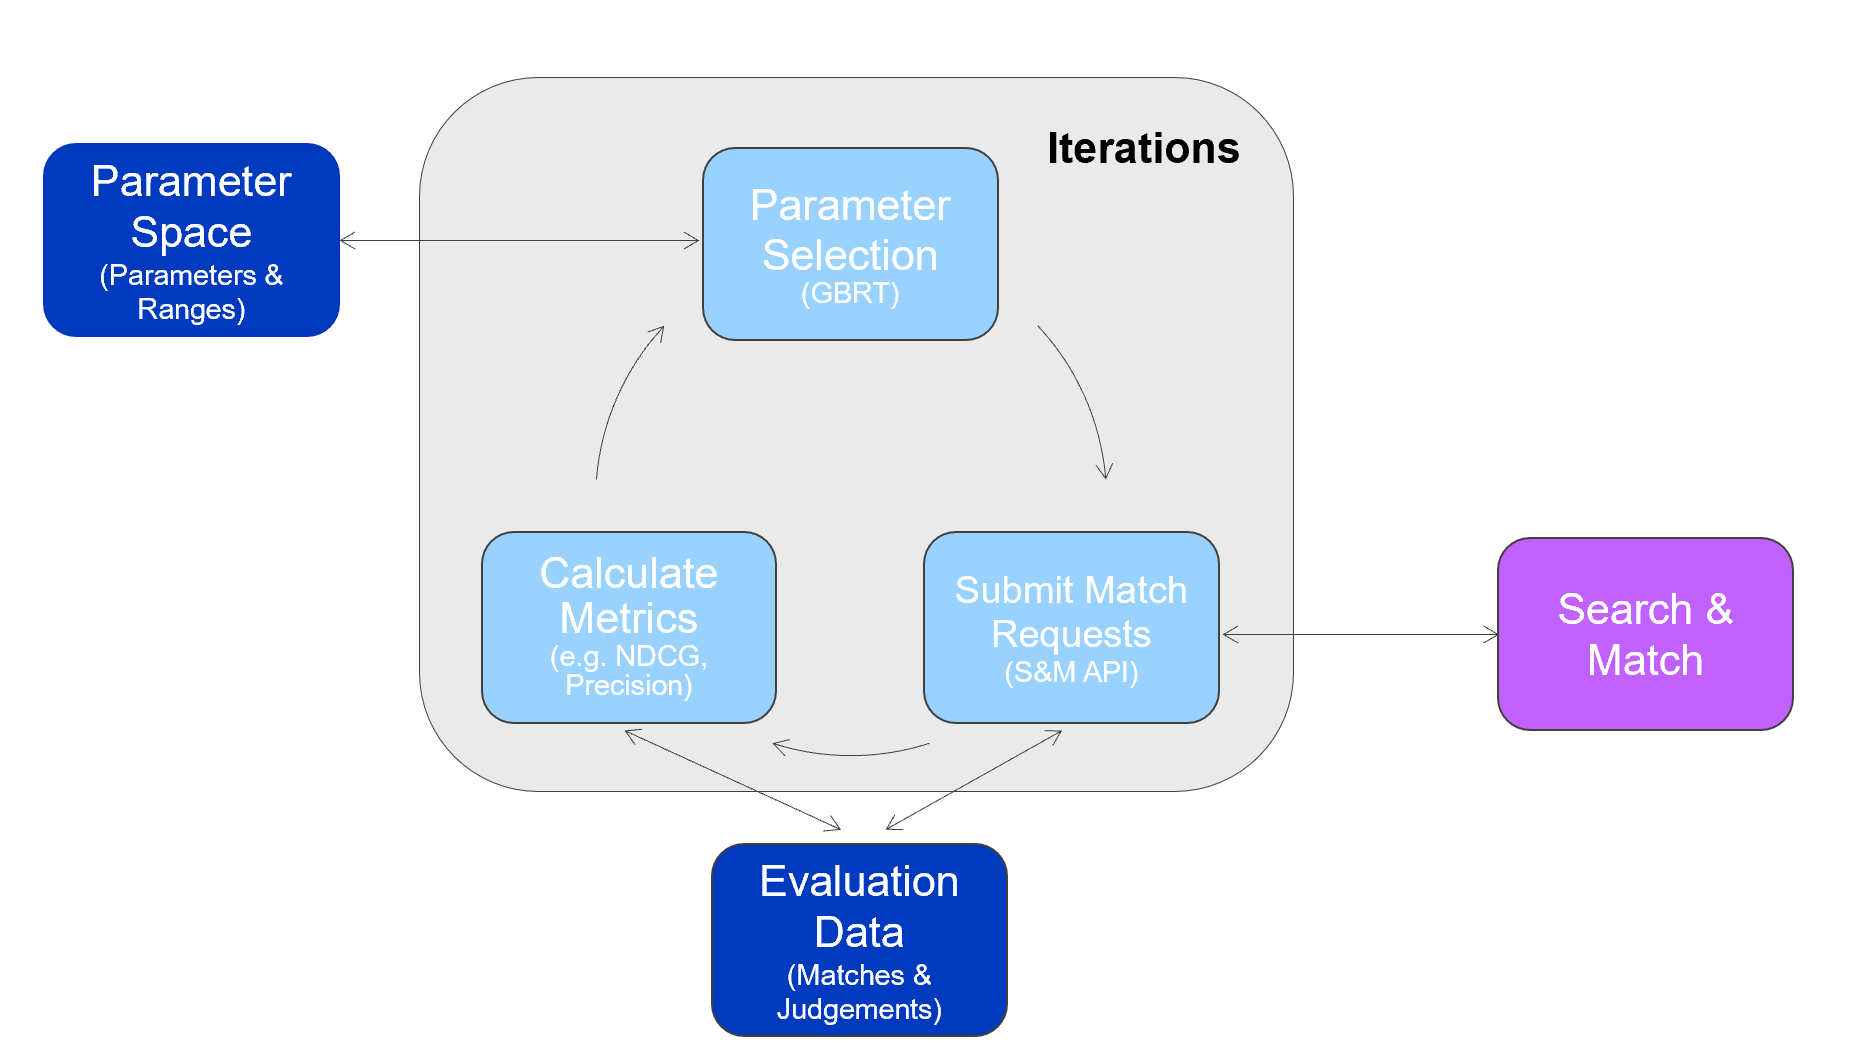 Iterations
Parameter
Space
(Parameters &
Ranges)
Parameter
Selection
(GBRT)
Calculate
Metrics
(e.g. NDCG,
Precision)
Submit Match
Requests
(S&M API)
Search &
Match
Evaluation
Data
(Matches &
Judgements)